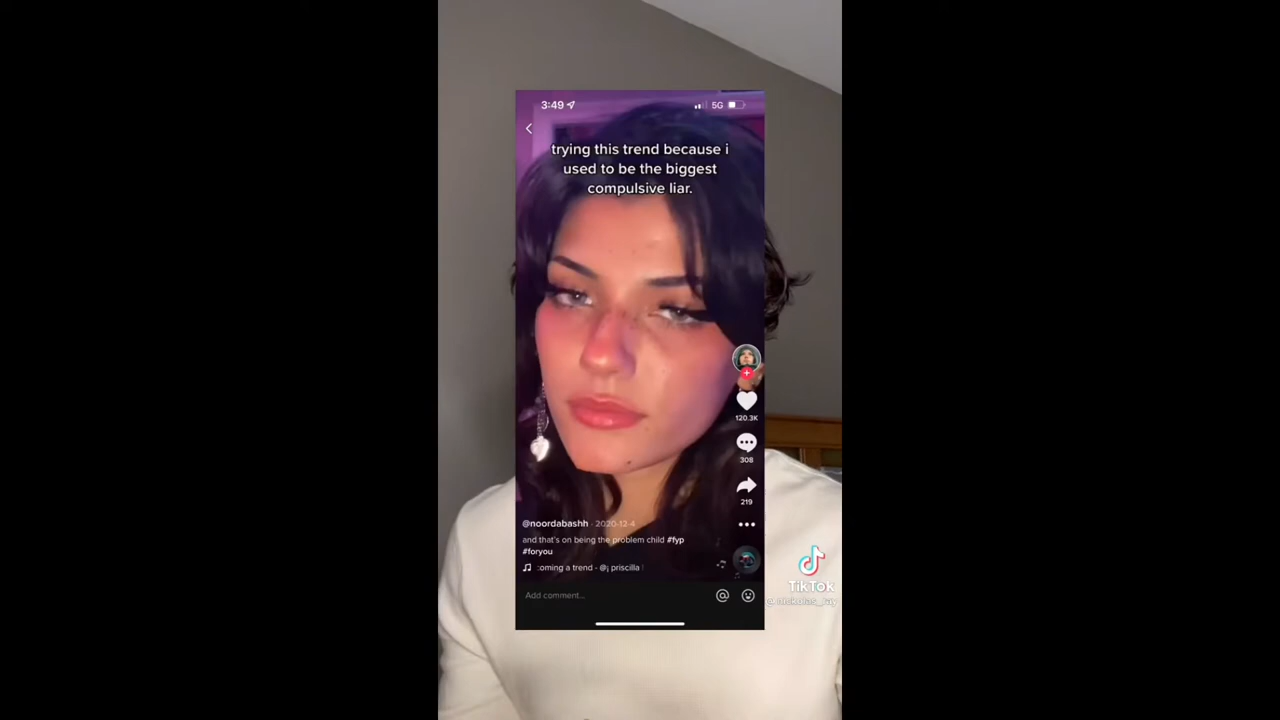 3:49
5G
trying this trend because i
used to be the biggest
compulsive liar.
120.3K
308
219
@noordabashh · 2020-12-4
and that's on being the problem child #fyp
#foryou
:oming a trend - @¡ priscilla
Add comment...
TikTok